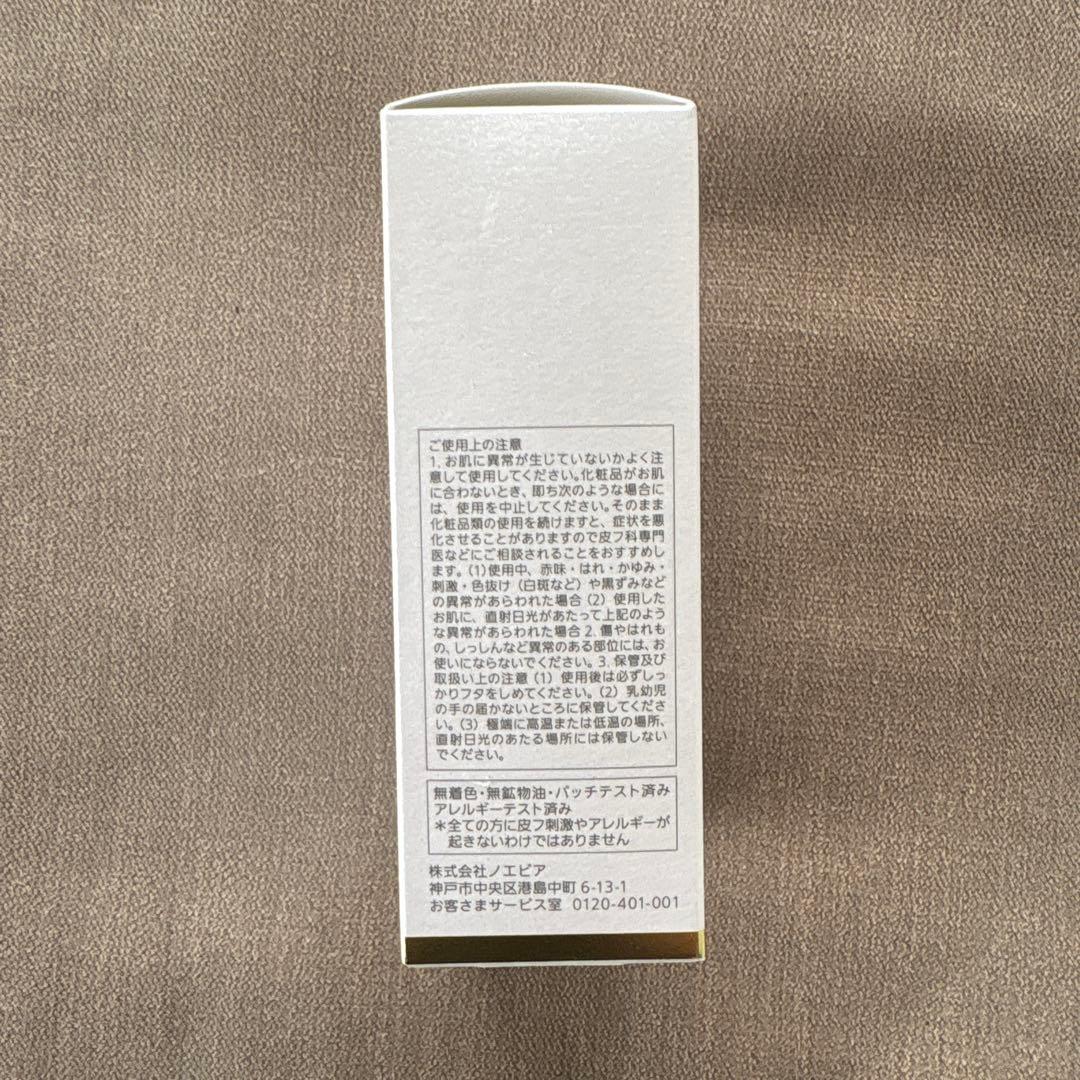 ご使用上の注意
1. お肌に異常が生じていないかよく注
意して使用してください。化粧品がお肌
に合わないとき、即ち次のような場合に
は、使用を中止してください。そのまま
化粧品類の使用を続けますと、症状を悪
化させることがありますので皮フ科専門
医などにご相談されることをおすすめし
ます。(1)使用中、赤味・はれ・かゆみ・
刺激・色抜け（白斑など）や黒ずみなど
の異常があらわれた場合（2）使用した
お肌に、直射日光があたって上記のよう
な異常があらわれた場合 2. 傷やはれも
の、しっしんなど異常のある部位には、お
使いにならないでください。3. 保管及び
取扱い上の注意（1）使用後は必ずしっ
かりフタをしめてください。（2）乳幼児
の手の届かないところに保管してくださ
い。（3）極端に高温または低温の場所、
直射日光のあたる場所には保管しない
でください。
無着色・無鉱物油・パッチテスト済み
アレルギーテスト済み
＊全ての方に皮フ刺激やアレルギーが
起きないわけではありません
株式会社ノエビア
神戸市中央区港島中町 6-13-1
お客さまサービス室 0120-401-001